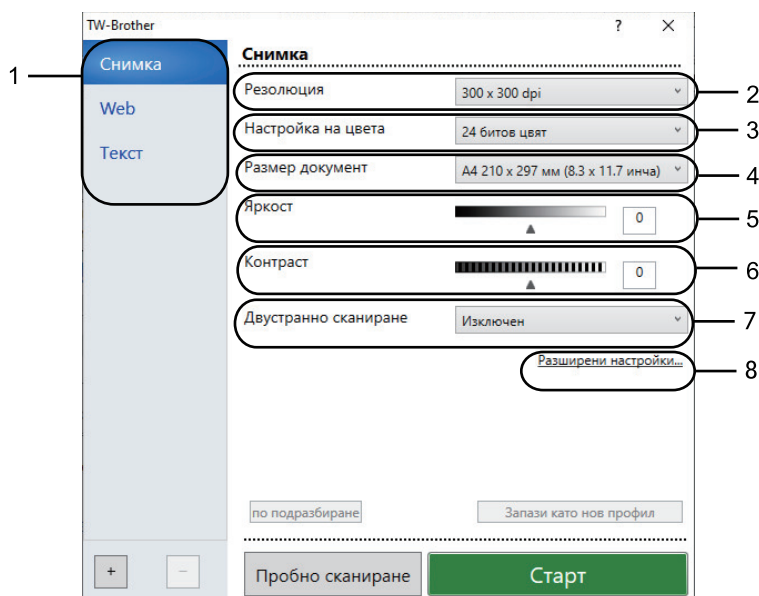 TW-Brother ? ×
Снимка
Web
Текст
Снимка
Резолюция 300 x 300 dpi
Настройка на цвета 24 битов цвят
Размер документ A4 210 x 297 мм (8.3 x 11.7 инча)
Яркост 0
Контраст 0
Двустранно сканиране Изключен
Разширени настройки...
по подразбиране Запази като нов профил
+ − Пробно сканиране Старт
1
2
3
4
5
6
7
8